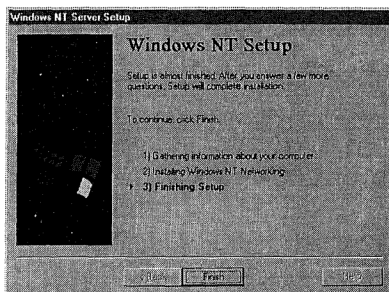 Windows NT Server Setup
Windows NT Setup
Setup is almost finished. After you answer a few more
questions, Setup will complete installation.
To continue, click Finish.
1) Gathering information about your computer
2) Installing Windows NT Networking
3) Finishing Setup
< Back
Finish
Help